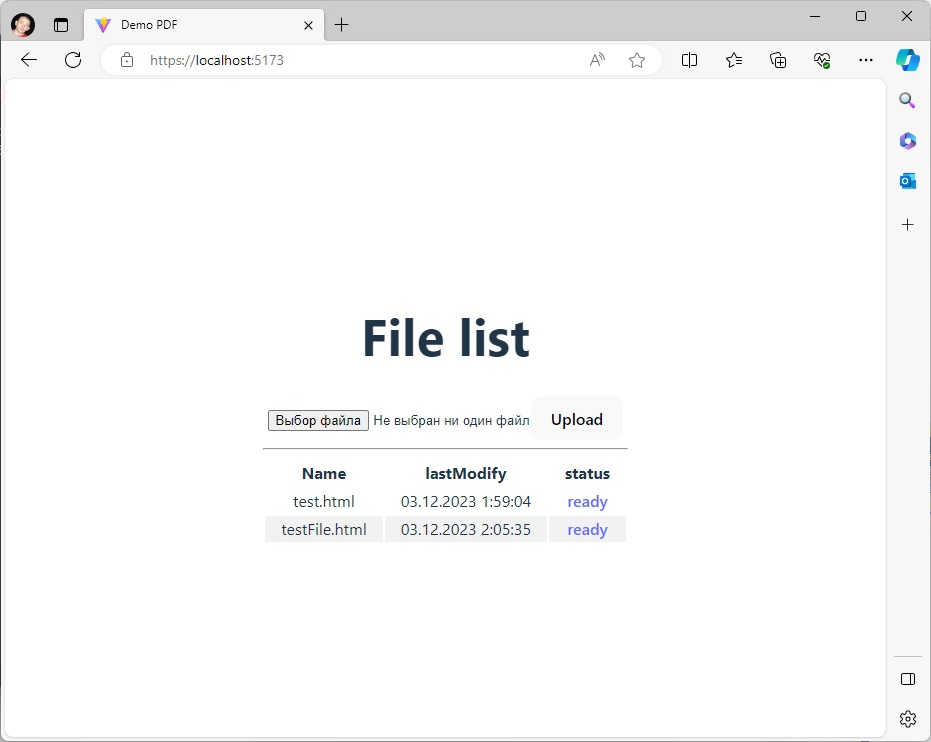 Demo PDF
https://localhost:5173
File list
Выбор файла Не выбран ни один файл Upload
Name lastModify status
test.html 03.12.2023 1:59:04 ready
testFile.html 03.12.2023 2:05:35 ready